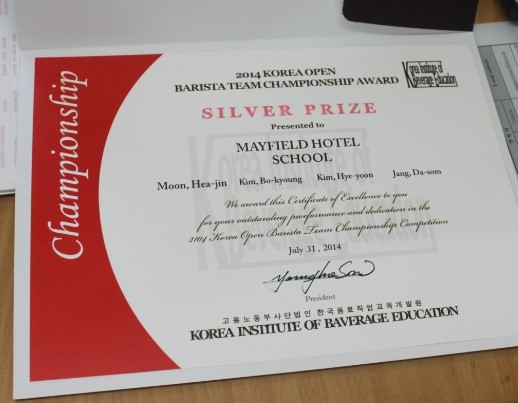 Championship
2014 KOREA OPEN
BARISTA TEAM CHAMPIONSHIP AWARD
Korea Institute of
Beverage Education
SILVER PRIZE
Presented to
MAYFIELD HOTEL
SCHOOL
Moon, Hea-jin Kim, Bo-kyoung Kim, Hye-yoon Jang, Da-som
We award this Certificate of Excellence to you
for your outstanding proeformance and dedication in the
2104 Korea Open Barista Team Championship Competition
July 31, 2014
President
고용노동부사단법인 한국음료직업교육개발원
KOREA INSTITUTE OF BAVERAGE EDUCATION